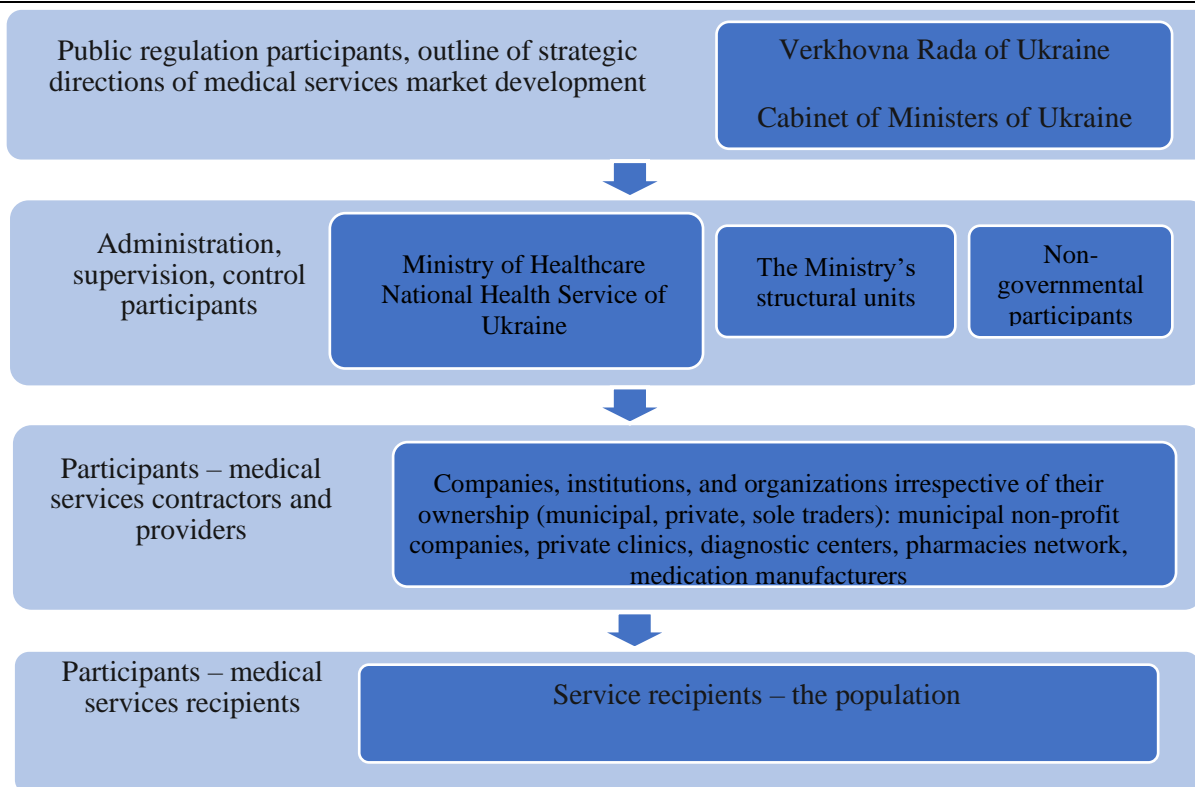 Public regulation participants, outline of strategic
directions of medical services market development
Verkhovna Rada of Ukraine
Cabinet of Ministers of Ukraine
Administration,
supervision, control
participants
Ministry of Healthcare
National Health Service of
Ukraine
The Ministry’s
structural units
Non-
governmental
participants
Participants – medical
services contractors and
providers
Companies, institutions, and organizations irrespective of their
ownership (municipal, private, sole traders): municipal non-profit
companies, private clinics, diagnostic centers, pharmacies network,
medication manufacturers
Participants – medical
services recipients
Service recipients – the population